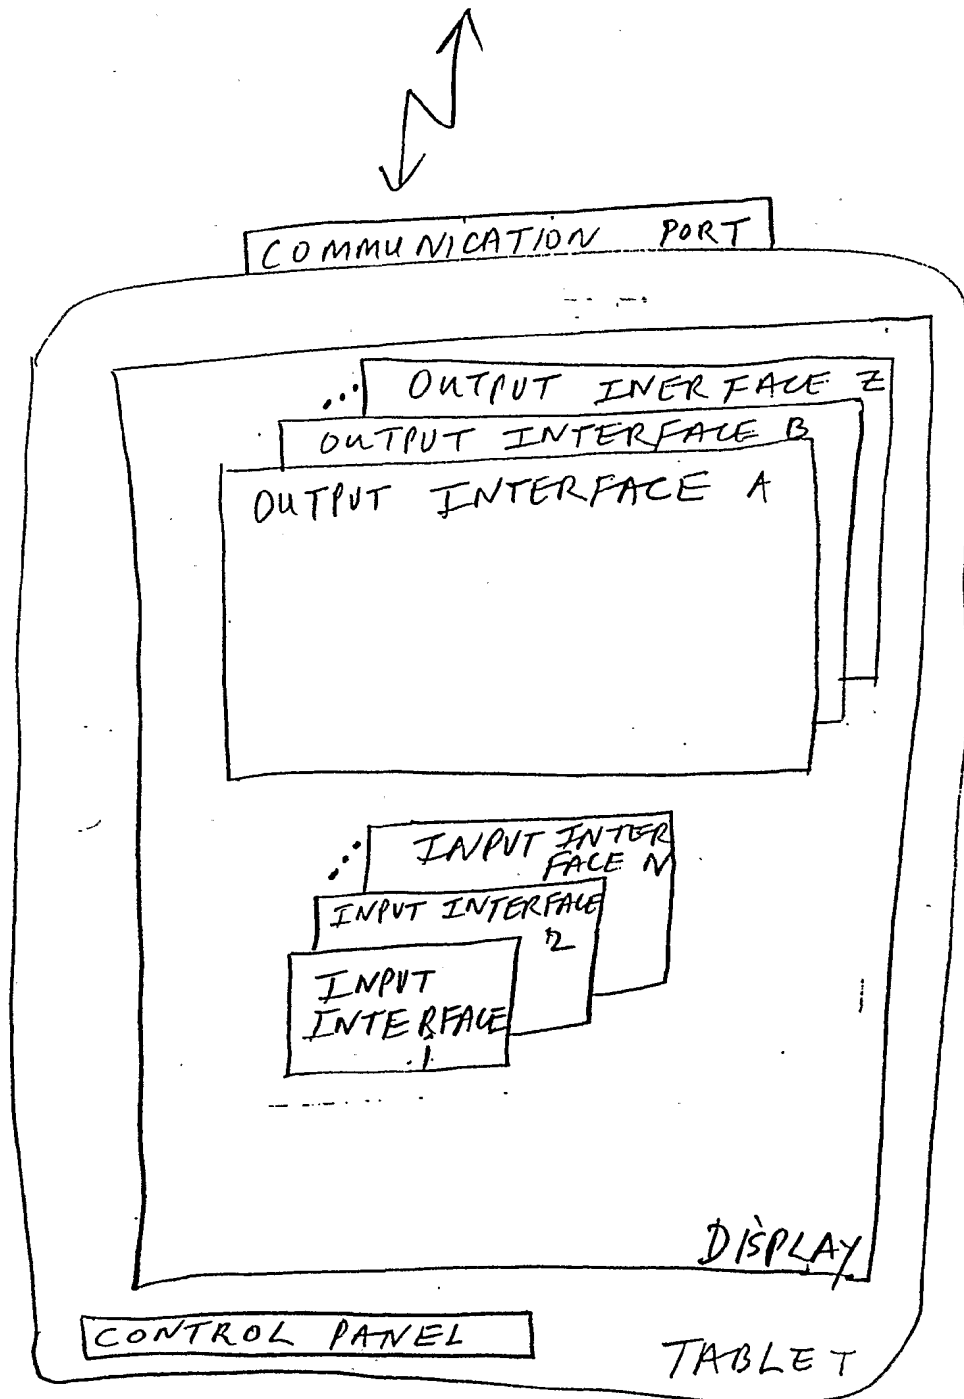 COMMUNICATION PORT
OUTPUT INERFACE Z
OUTPUT INTERFACE B
OUTPUT INTERFACE A
INPUT INTER
FACE N
INPUT INTERFACE
2
INPUT
INTERFACE
1
DISPLAY
CONTROL PANEL
TABLET